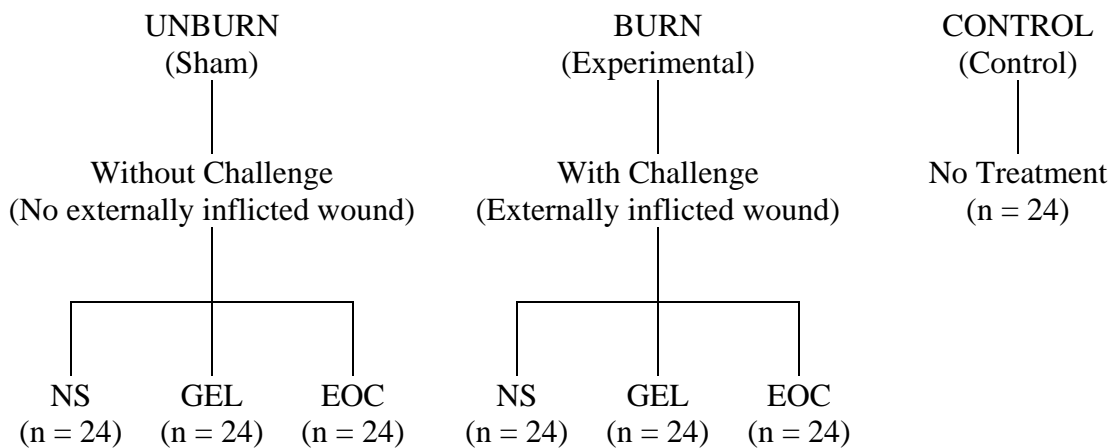 UNBURN
(Sham)
BURN
(Experimental)
CONTROL
(Control)
Without Challenge
(No externally inflicted wound)
With Challenge
(Externally inflicted wound)
No Treatment
(n = 24)
NS
(n = 24)
GEL
(n = 24)
EOC
(n = 24)
NS
(n = 24)
GEL
(n = 24)
EOC
(n = 24)